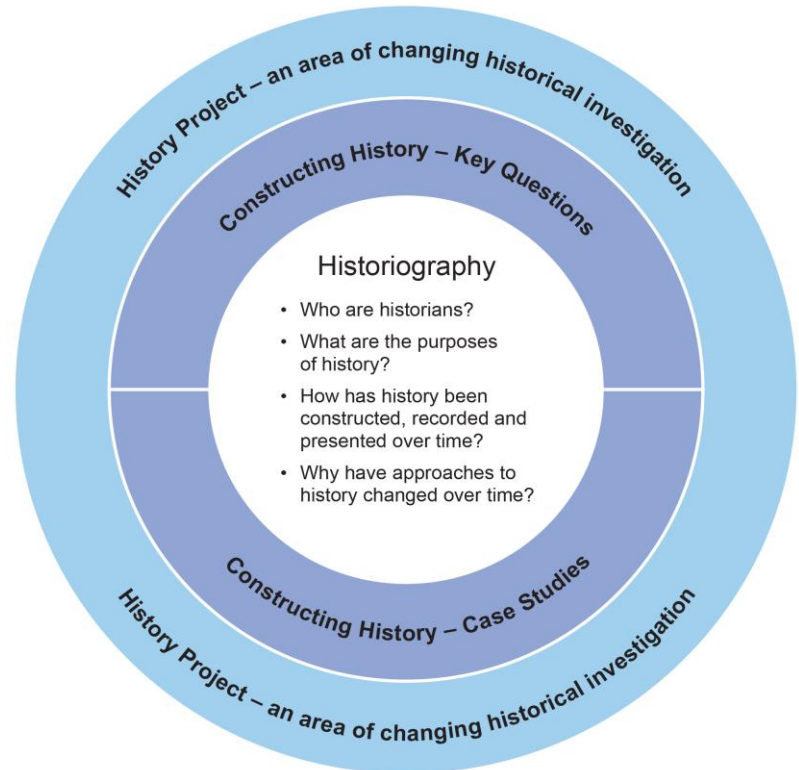 History Project – an area of changing historical investigation
Constructing History – Key Questions
Historiography
• Who are historians?
• What are the purposes
of history?
• How has history been
constructed, recorded and
presented over time?
• Why have approaches to
history changed over time?
Constructing History – Case Studies
History Project – an area of changing historical investigation